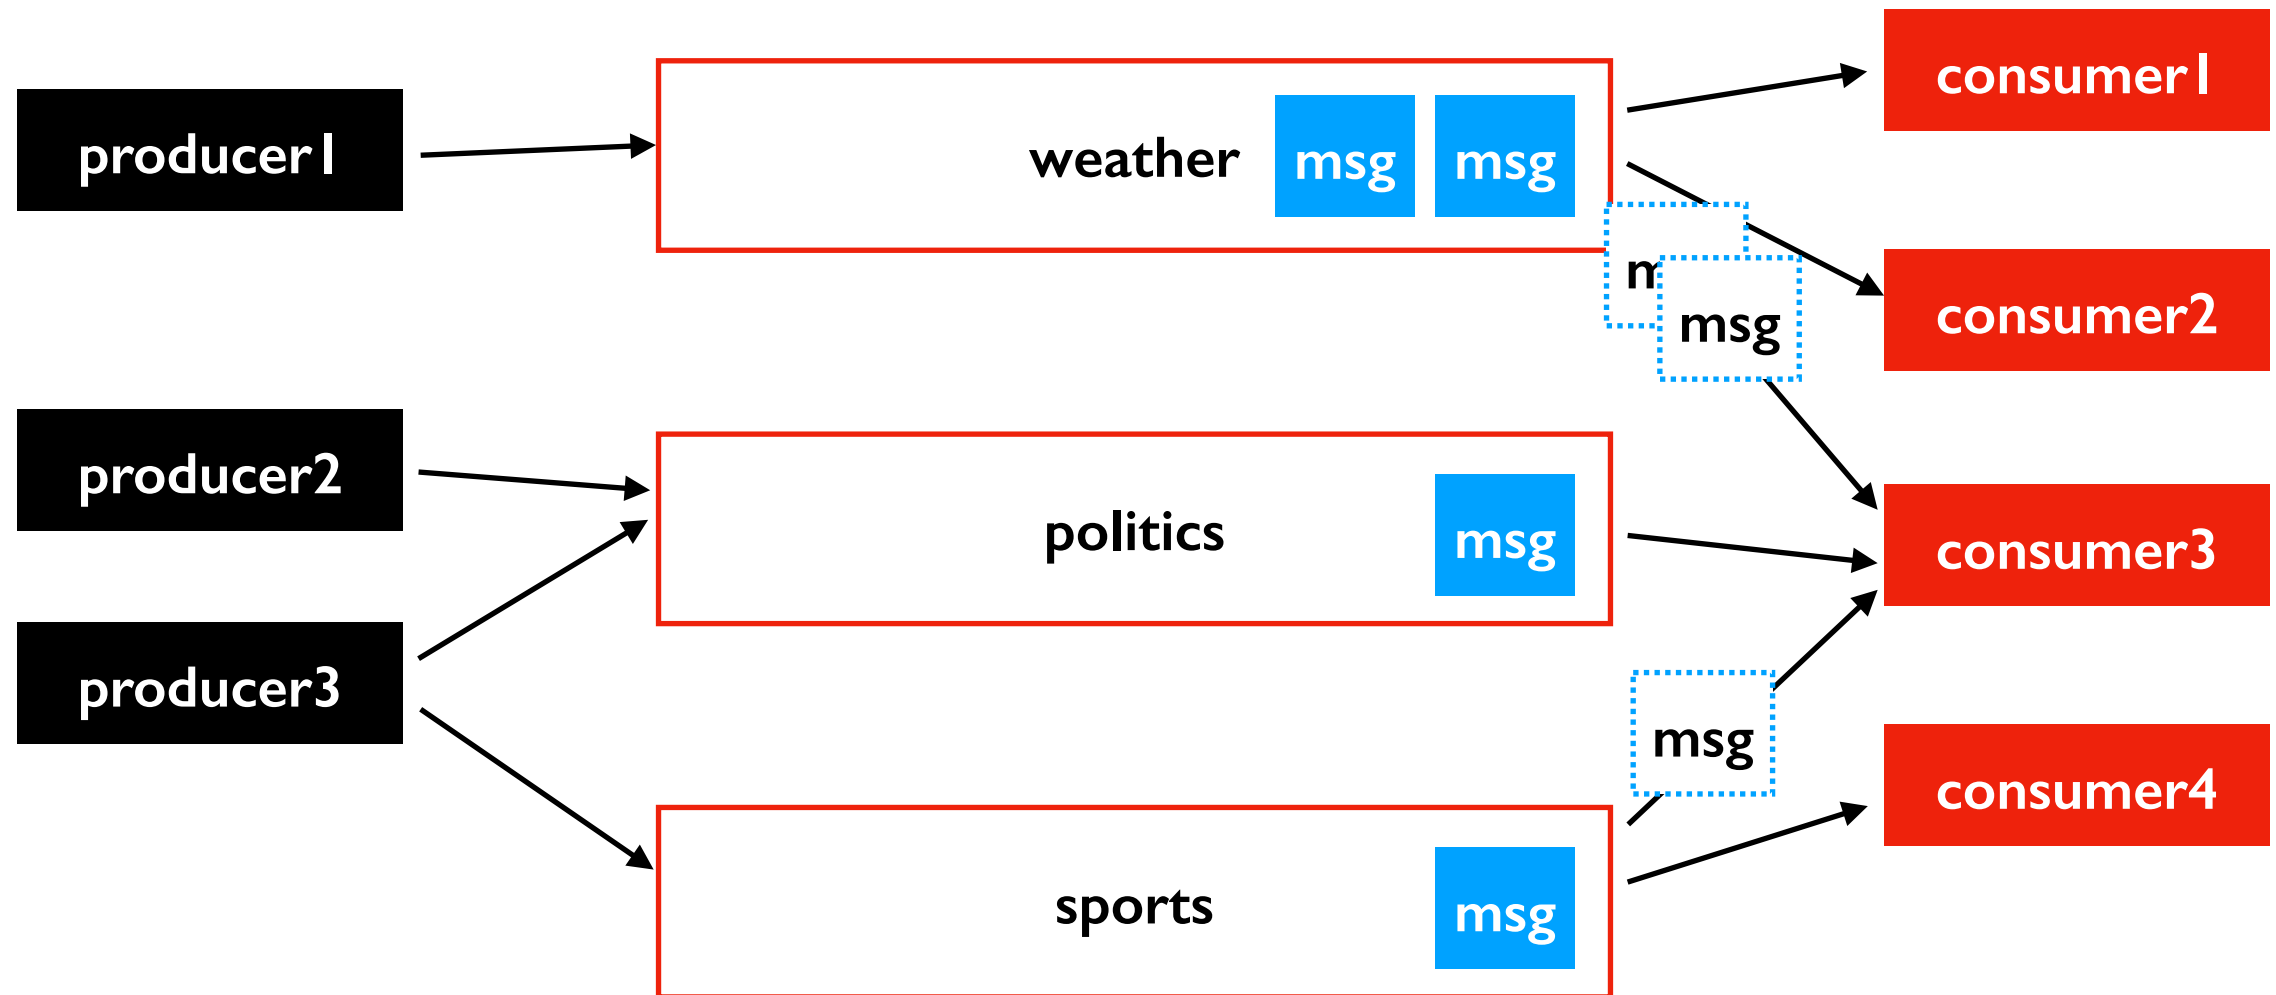 producer1
weather
msg
msg
consumer1
msg
consumer2
producer2
politics
msg
consumer3
producer3
msg
consumer4
sports
msg